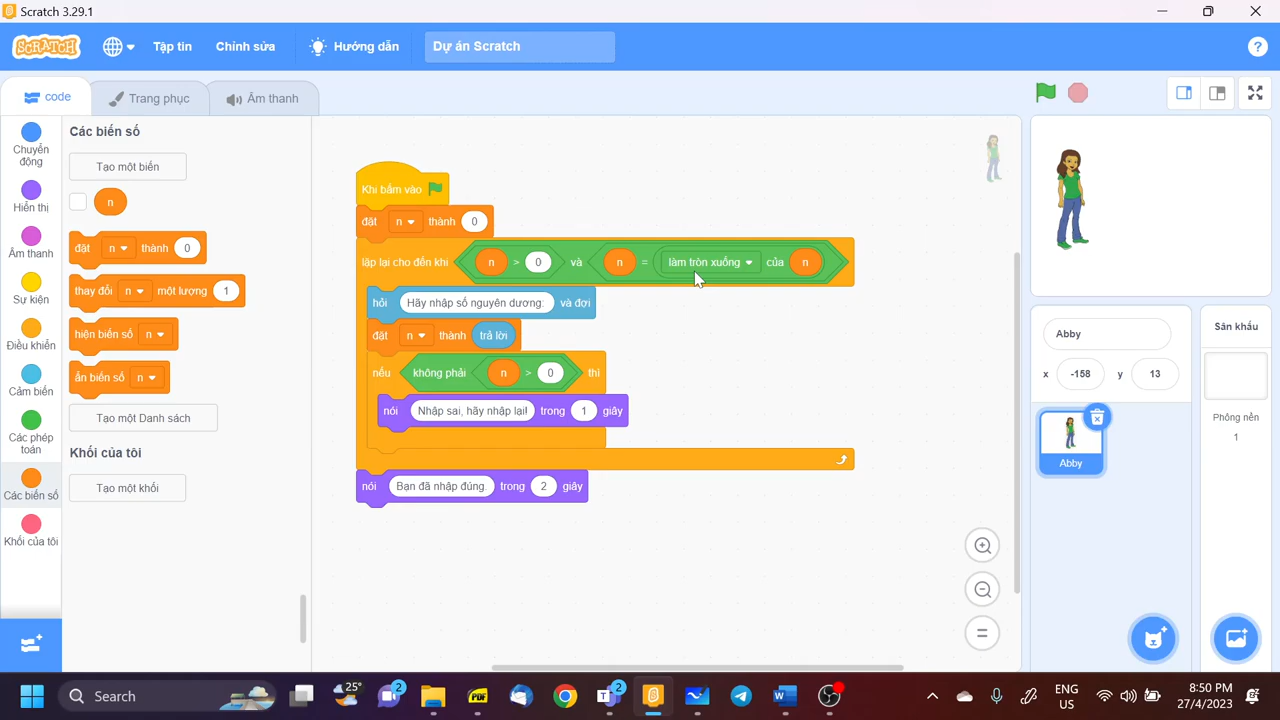 Scratch 3.29.1
SCRATCH
Tập tin
Chỉnh sửa
Hướng dẫn
Dự án Scratch
?
code
Trang phục
Âm thanh
Chuyển động
Hiển thị
Âm thanh
Sự kiện
Điều khiển
Cảm biến
Các phép toán
Các biến số
Khối của tôi
Các biến số
Tạo một biến
n
đặt n thành 0
thay đổi n một lượng 1
hiện biến số n
ẩn biến số n
Tạo một Danh sách
Khối của tôi
Tạo một khối
Khi bấm vào
đặt n thành 0
lặp lại cho đến khi n > 0 và n = làm tròn xuống của n
hỏi Hãy nhập số nguyên dương: và đợi
đặt n thành trả lời
nếu không phải n > 0 thì
nói Nhập sai, hãy nhập lại! trong 1 giây
nói Bạn đã nhập đúng. trong 2 giây
Abby
x -158 y 13
Abby
Sân khấu
Phông nền
1
Search
25°
2
PDF
2
ENG
US
8:50 PM
27/4/2023